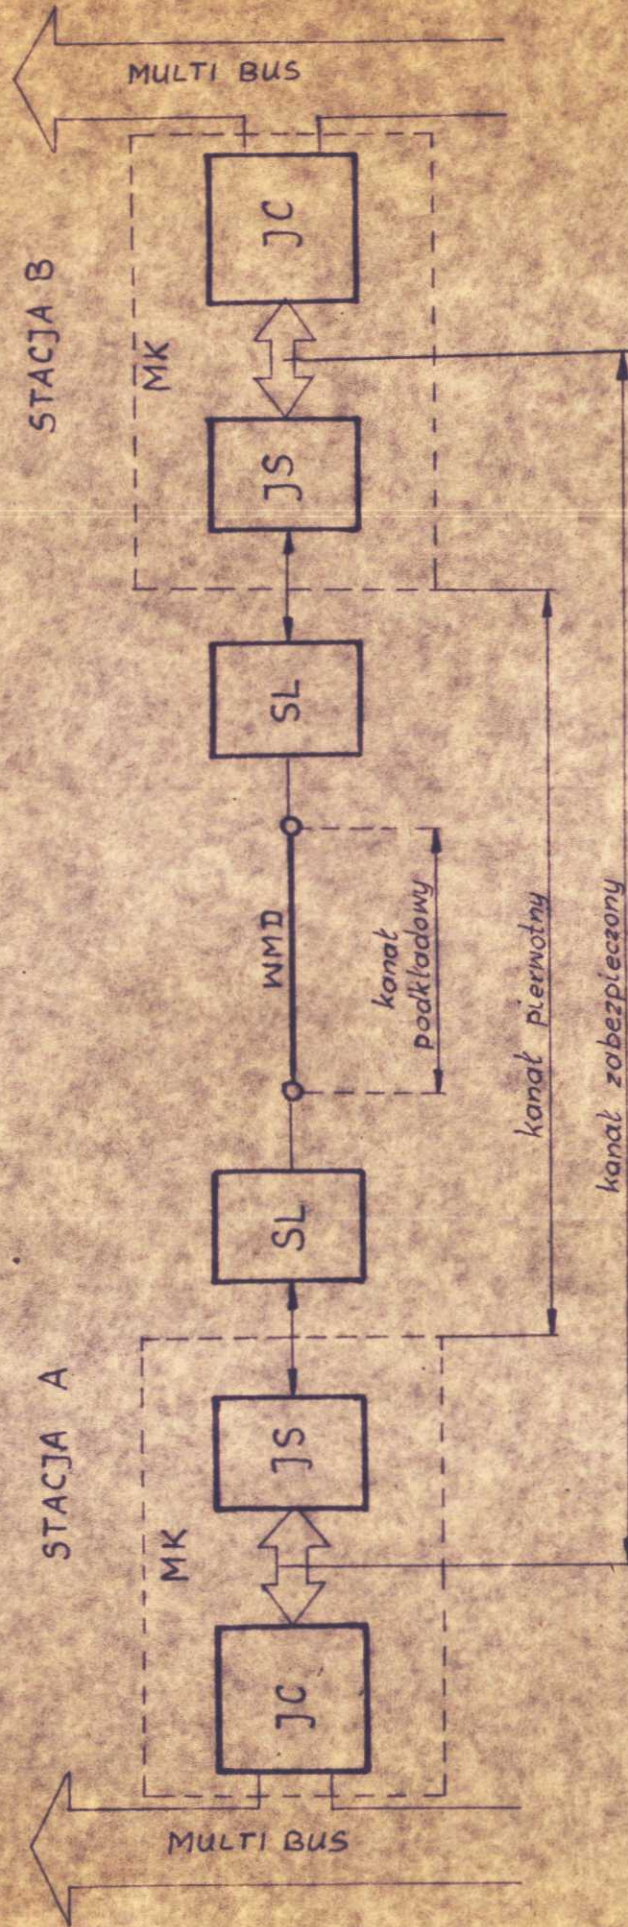 MULTI BUS
STACJA B
MK
JC
JS
SL
WMD
kanał
podkładowy
kanał pierwotny
kanał zabezpieczony
SL
STACJA A
MK
JS
JC
MULTI BUS